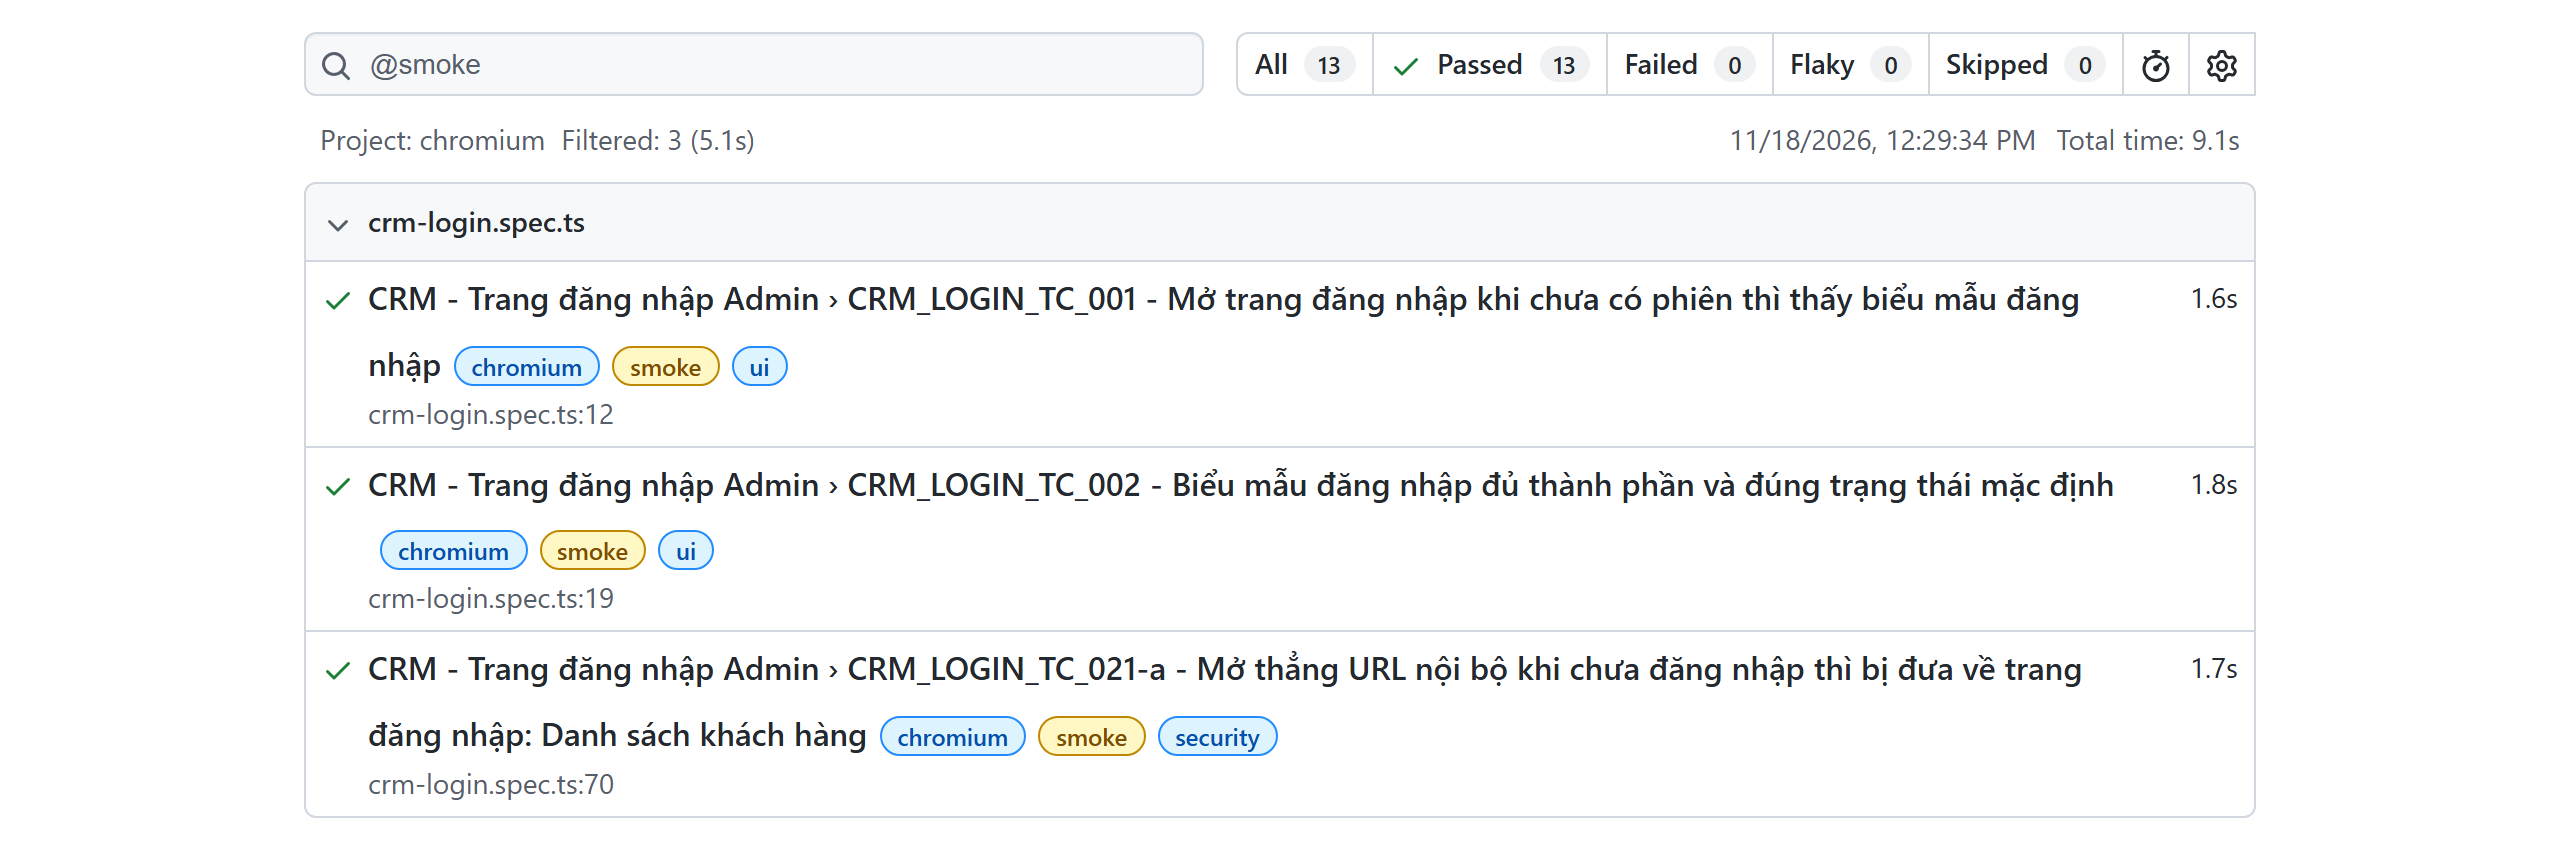 @smoke
All 13 Passed 13 Failed 0 Flaky 0 Skipped 0
Project: chromium Filtered: 3 (5.1s) 11/18/2026, 12:29:34 PM Total time: 9.1s
crm-login.spec.ts
CRM - Trang đăng nhập Admin › CRM_LOGIN_TC_001 - Mở trang đăng nhập khi chưa có phiên thì thấy biểu mẫu đăng 1.6s
nhập chromium smoke ui
crm-login.spec.ts:12
CRM - Trang đăng nhập Admin › CRM_LOGIN_TC_002 - Biểu mẫu đăng nhập đủ thành phần và đúng trạng thái mặc định 1.8s
chromium smoke ui
crm-login.spec.ts:19
CRM - Trang đăng nhập Admin › CRM_LOGIN_TC_021-a - Mở thẳng URL nội bộ khi chưa đăng nhập thì bị đưa về trang 1.7s
đăng nhập: Danh sách khách hàng chromium smoke security
crm-login.spec.ts:70